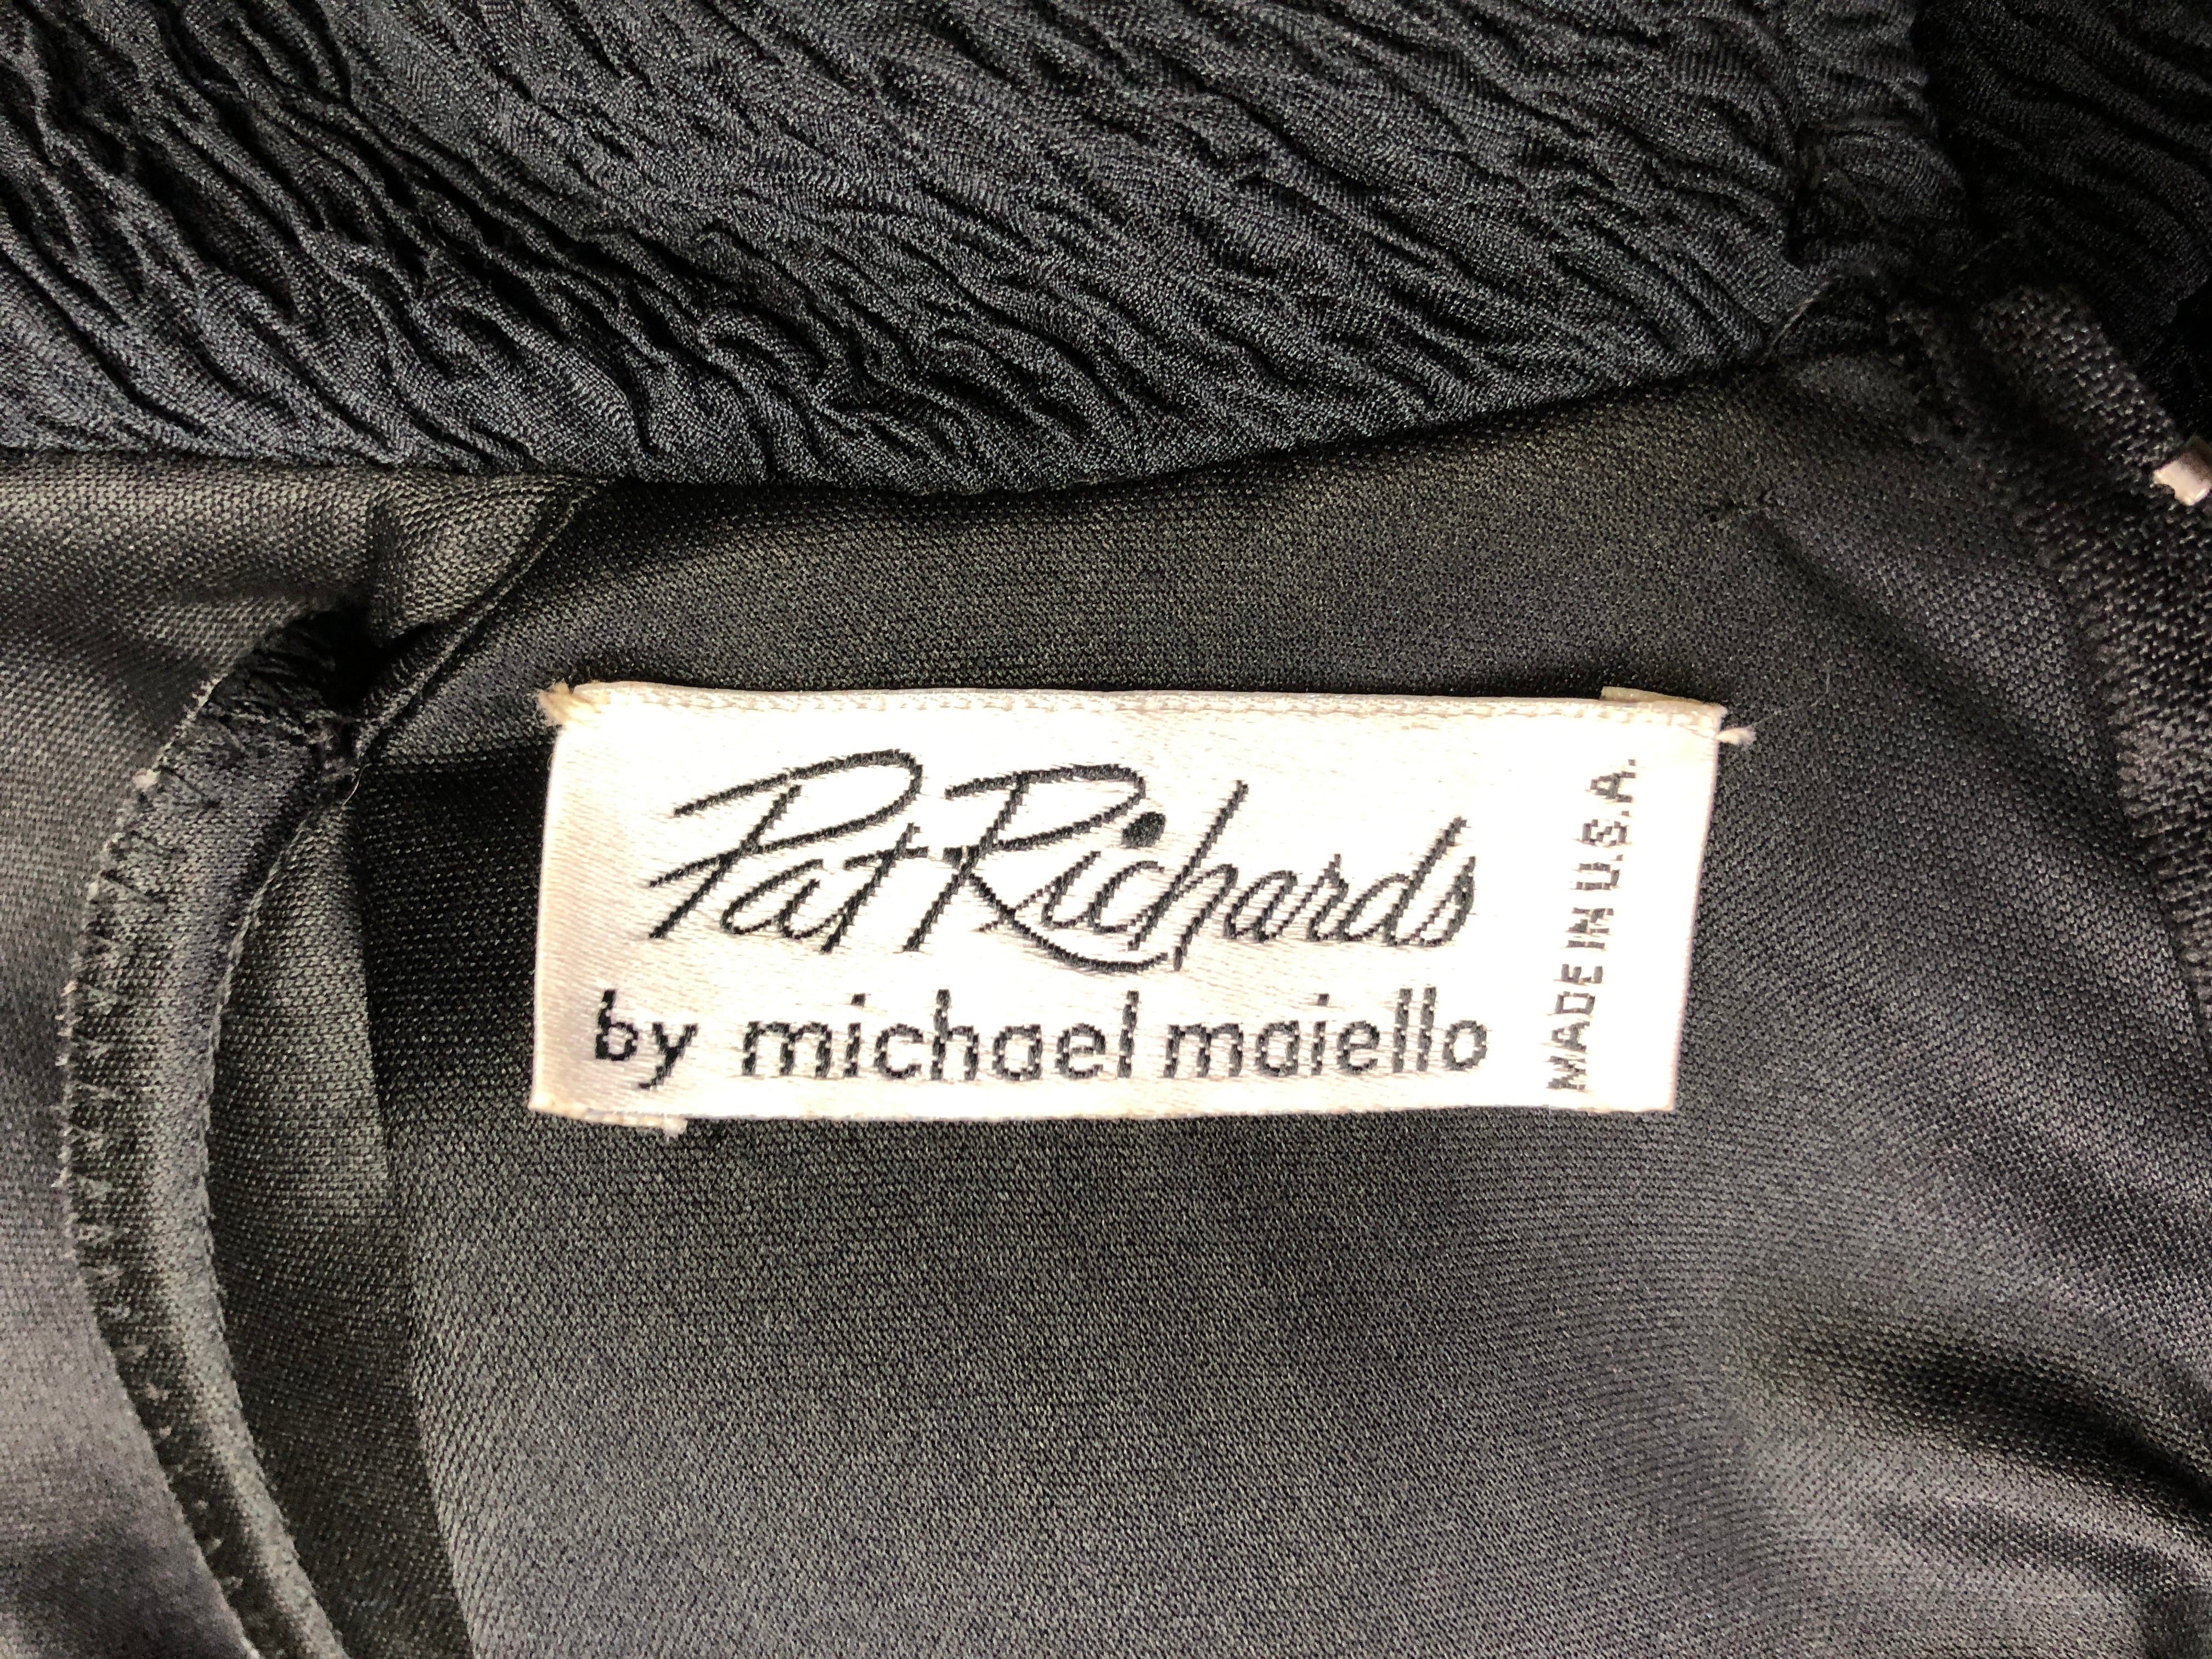 Pat Richards
by michael maiello
MADE IN U.S.A.